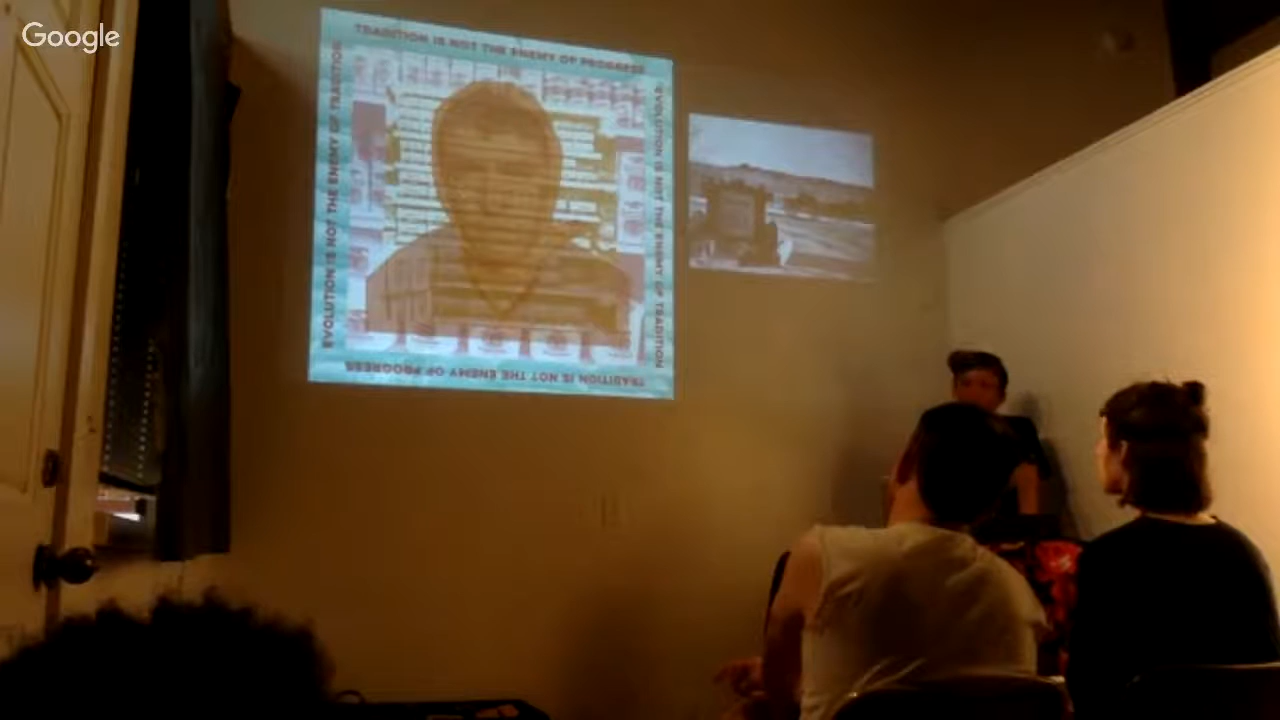 Google
TRADITION IS NOT THE ENEMY OF PROGRESS
EVOLUTION IS NOT THE ENEMY OF TRADITION
EVOLUTION IS NOT THE ENEMY OF TRADITION
TRADITION IS NOT THE ENEMY OF PROGRESS